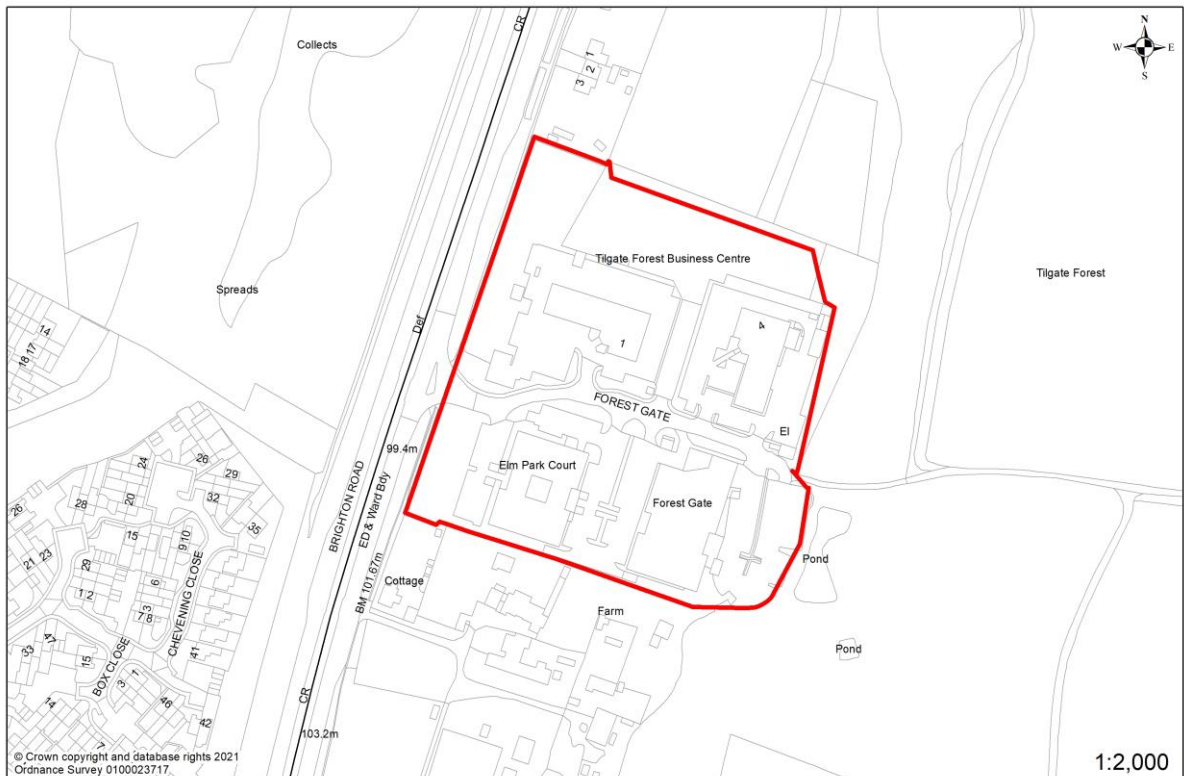 Collects
CR
N
W E
S
1
2
3
Tilgate Forest Business Centre
Tilgate Forest
Spreads
Def
14
18 17
1
4
FOREST GATE
El
99.4m
Elm Park Court
Forest Gate
BRIGHTON ROAD
ED & Ward Bdy
BM 101.67m
24
26
29
32
35
28
20
26
15
9 10
23
21
29
6
12
13
7 8
CHEVENING CLOSE
Cottage
Farm
Pond
Pond
47
33
15
41
BOX CLOSE
3
1
46
14
42
7
CR
103.2m
© Crown copyright and database rights 2021
Ordnance Survey 0100023717
1:2,000